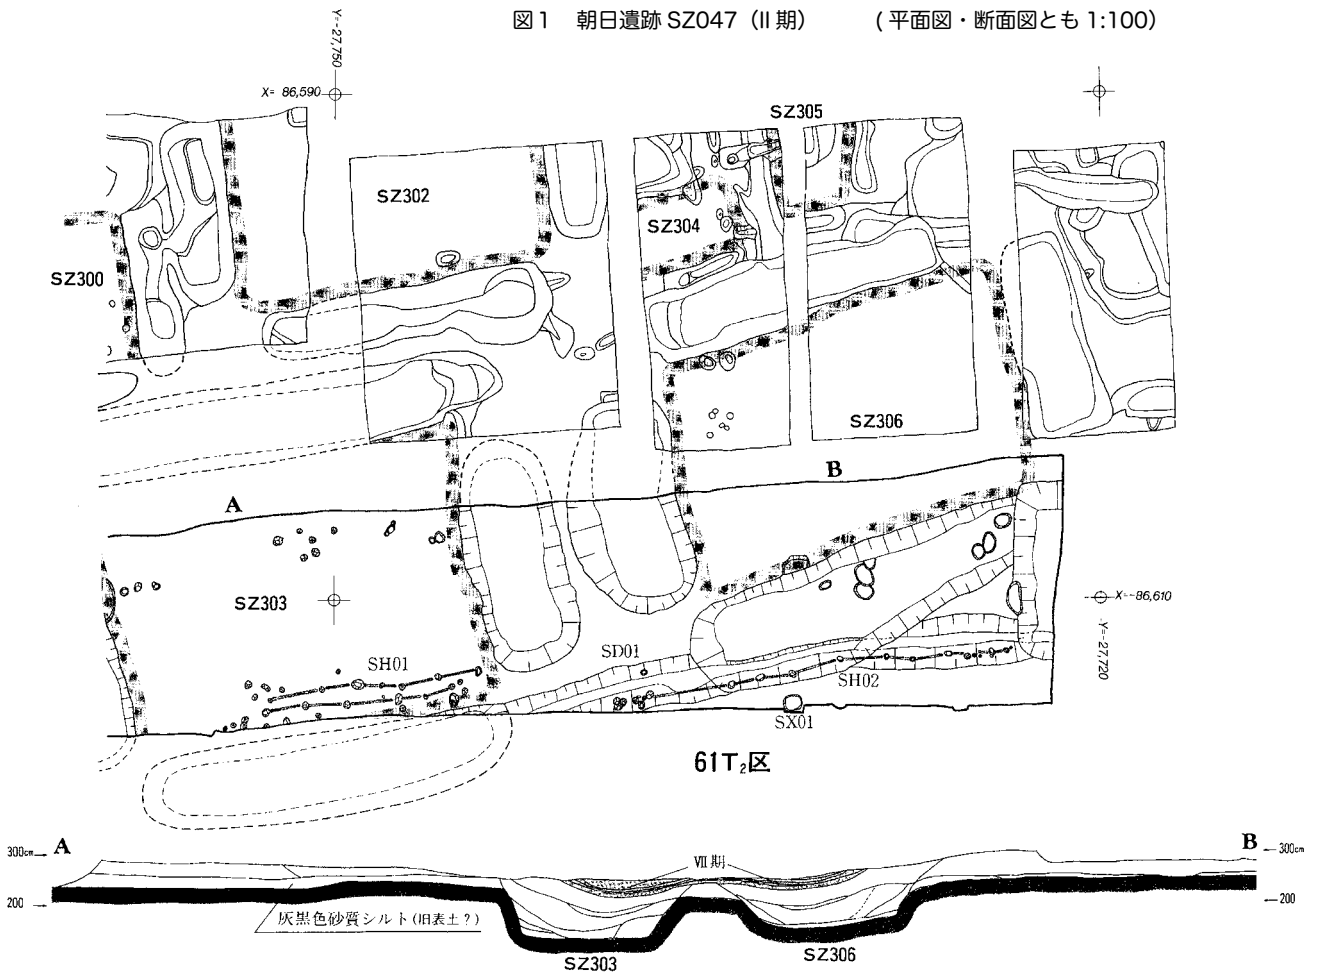 図1 朝日遺跡 SZ047（II 期） （平面図・断面図とも 1:100）
Y=-27,750
X= 86,590
SZ305
SZ302
SZ304
SZ300
SZ306
B
A
SZ303
X=-86,610
Y=-27,720
SH01
SD01
SH02
SX01
61T₂区
A
B
300cm
VII 期
300cm
200
200
灰黒色砂質シルト(旧表土?)
SZ303
SZ306